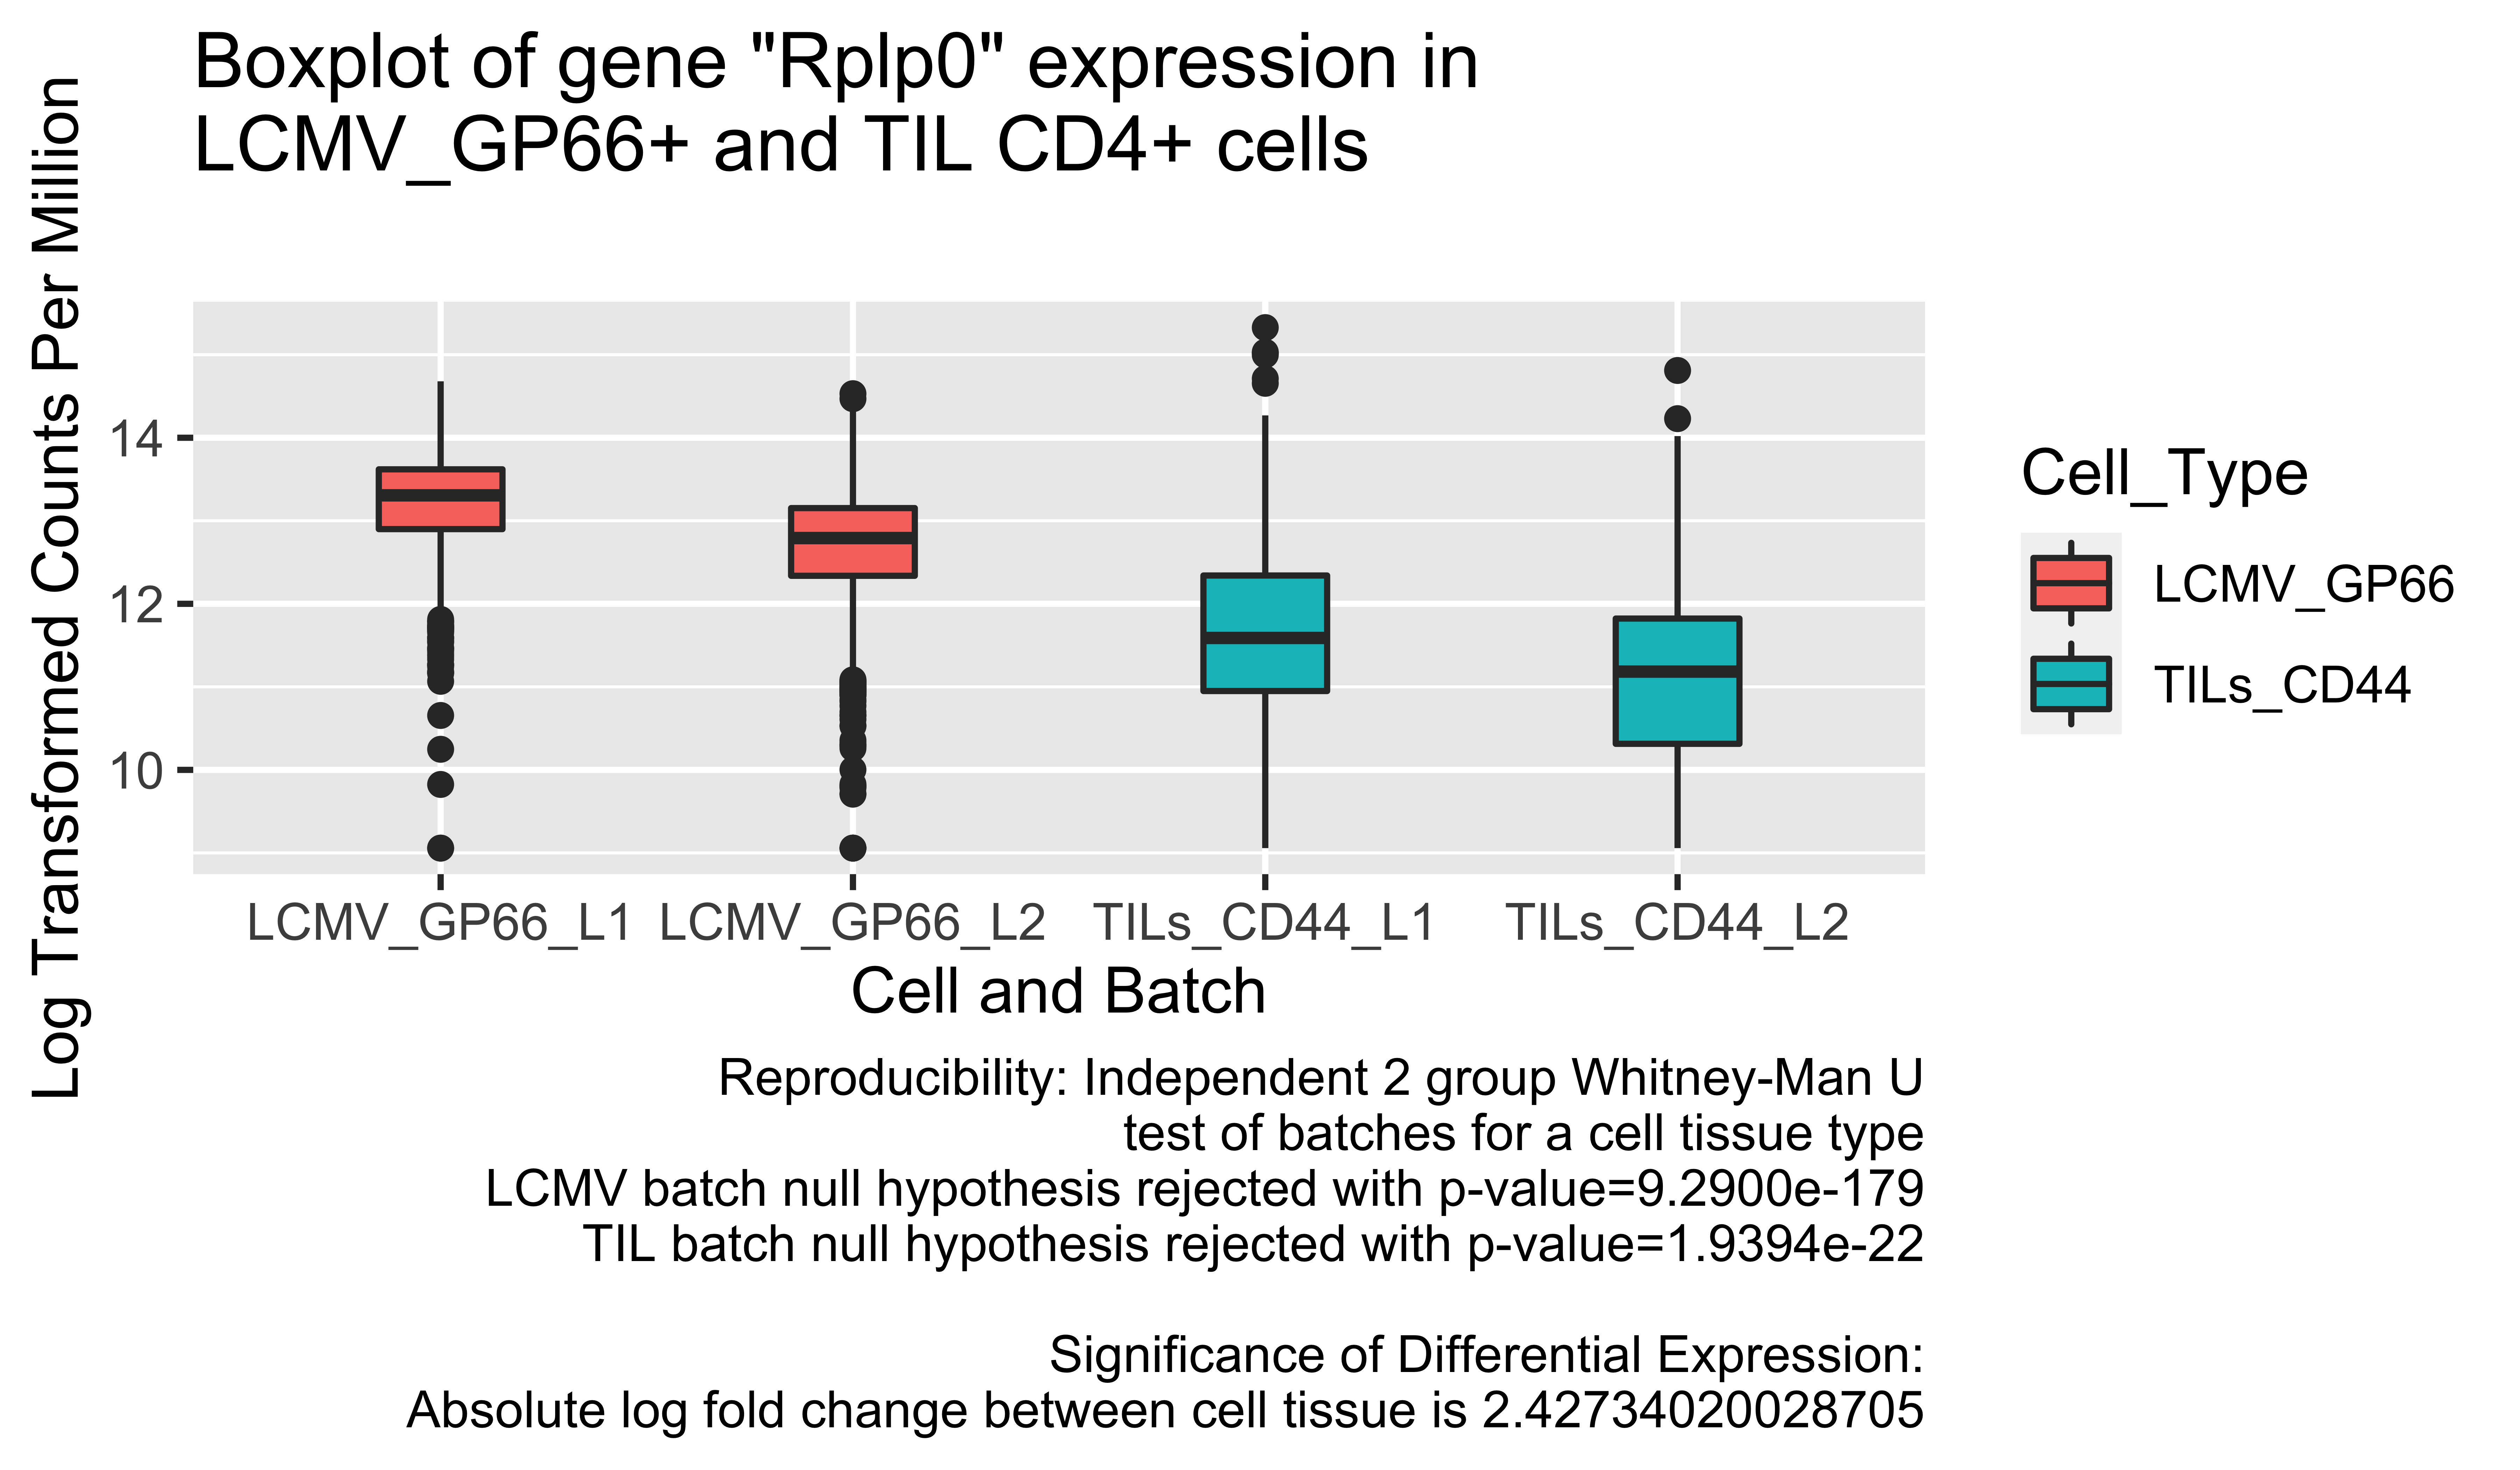 Boxplot of gene "Rplp0" expression in
LCMV_GP66+ and TIL CD4+ cells
Log Transformed Counts Per Million
14
12
10
LCMV_GP66_L1
LCMV_GP66_L2
TILs_CD44_L1
TILs_CD44_L2
Cell and Batch
Cell_Type
LCMV_GP66
TILs_CD44
Reproducibility: Independent 2 group Whitney-Man U
test of batches for a cell tissue type
LCMV batch null hypothesis rejected with p-value=9.2900e-179
TIL batch null hypothesis rejected with p-value=1.9394e-22
Significance of Differential Expression:
Absolute log fold change between cell tissue is 2.42734020028705